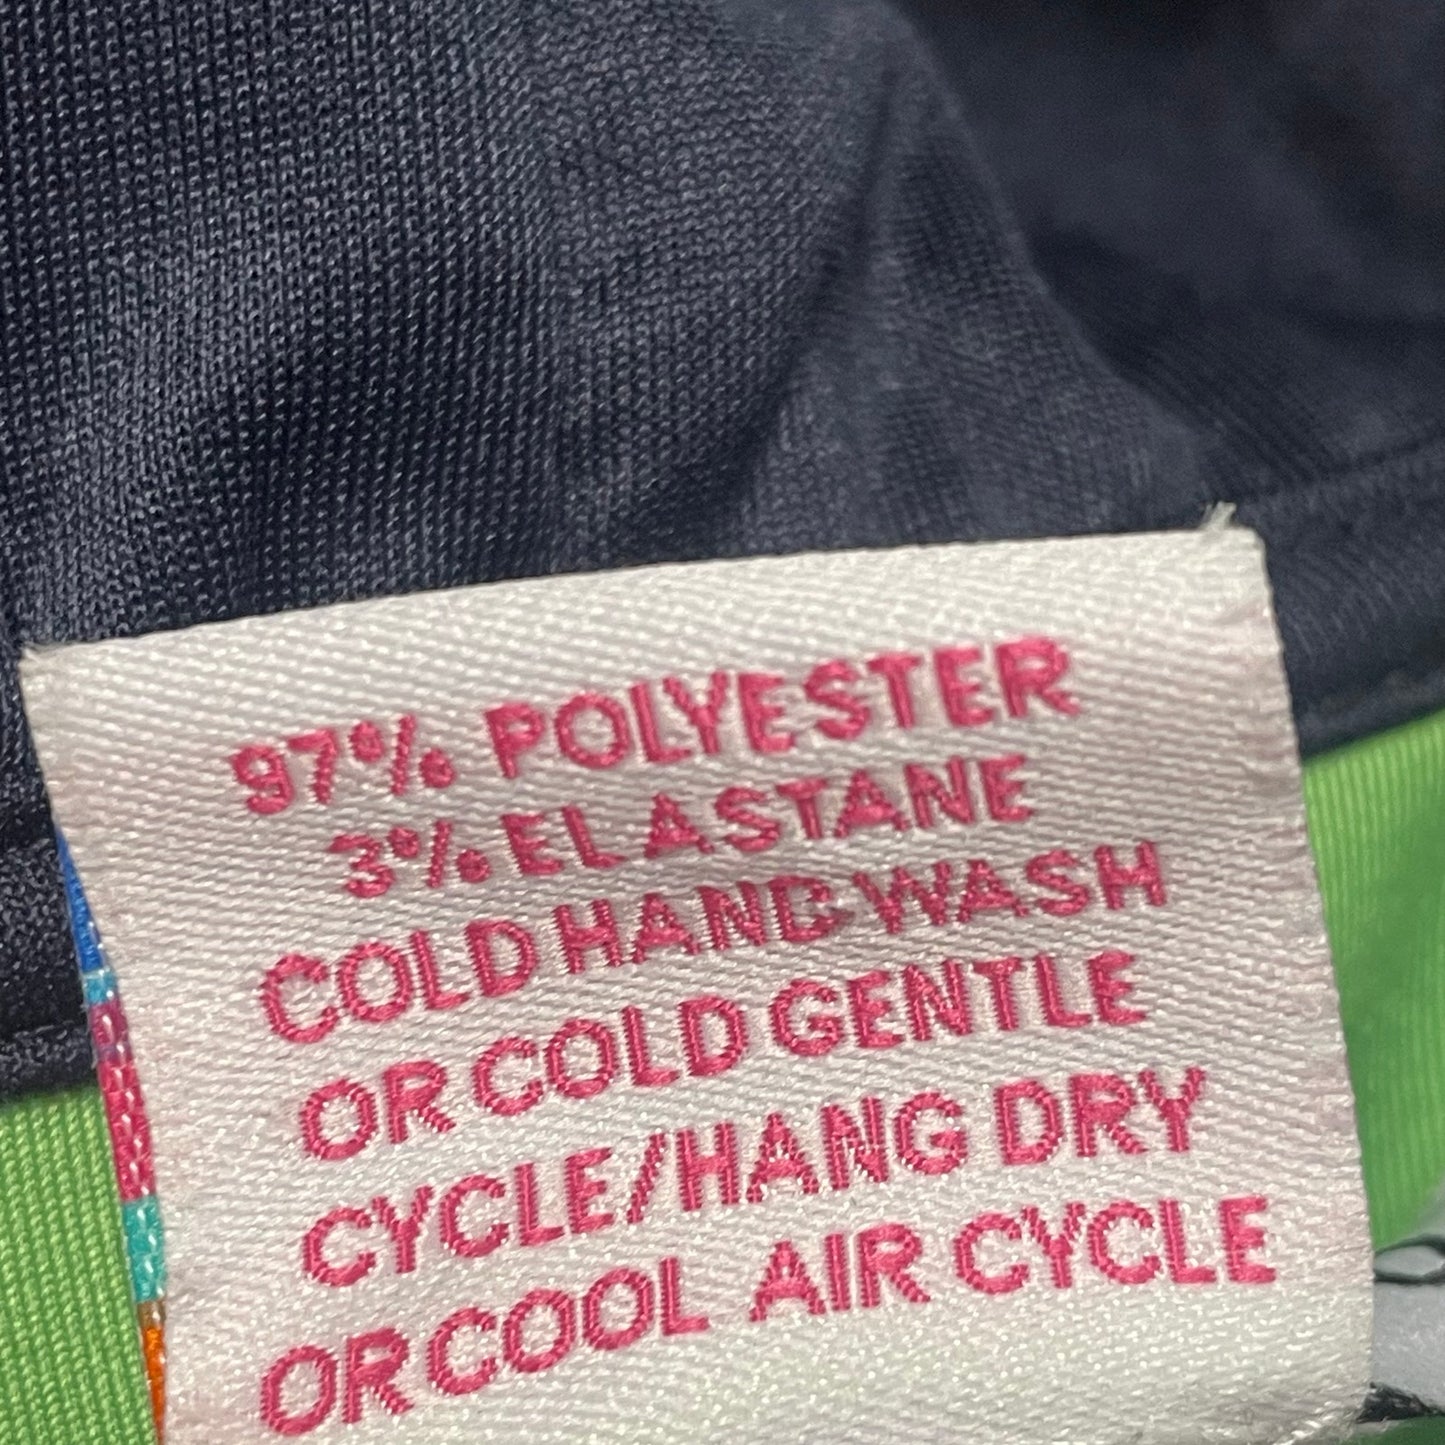 97% POLYESTER
3% ELASTANE
COLD HAND WASH
OR COLD GENTLE
CYCLE/HANG DRY
OR COOL AIR CYCLE